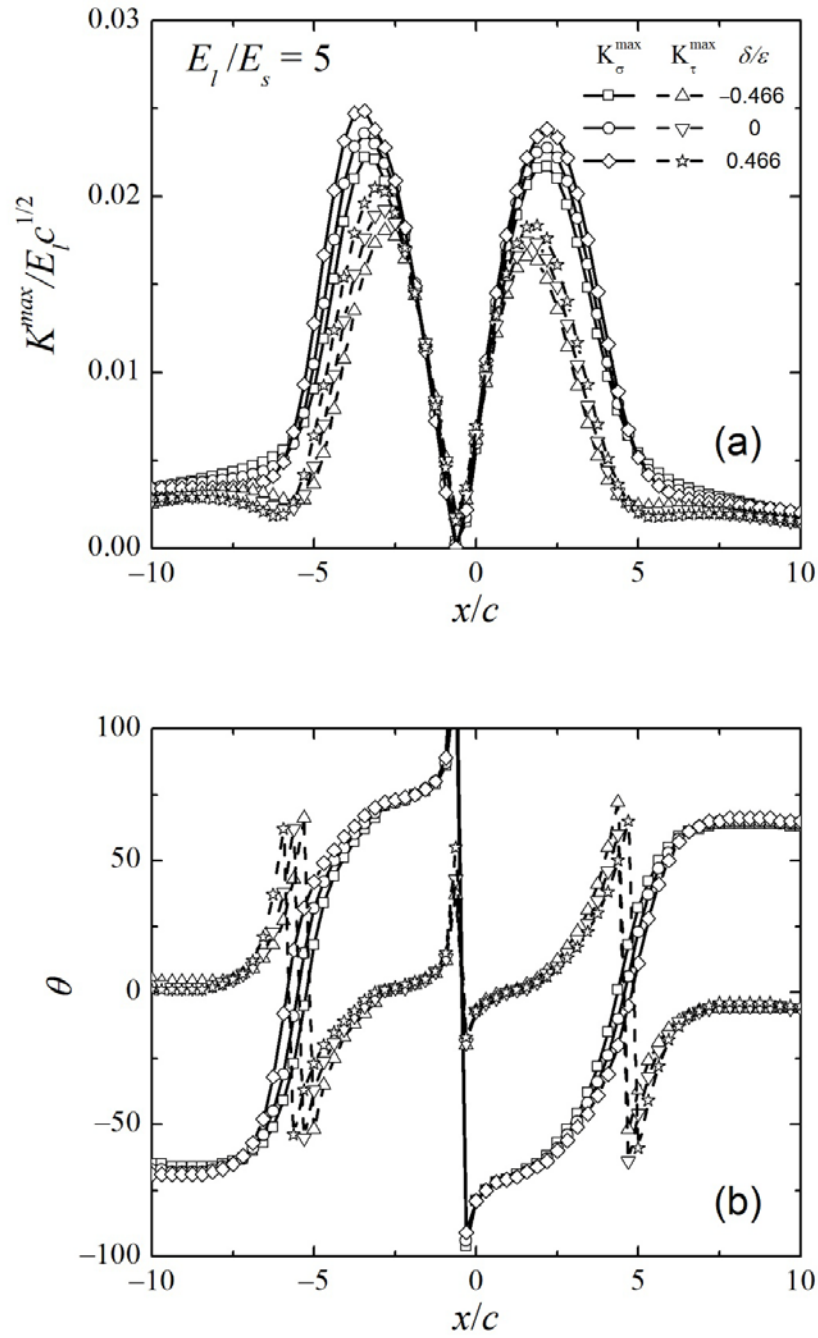 0.03
E_l/E_s = 5
K_σ^max K_τ^max δ/ε
−0.466
0
0.466
0.02
K^max/E_l c^1/2
0.01
(a)
0.00
−10 −5 0 5 10
x/c
100
50
θ
0
−50
(b)
−100
−10 −5 0 5 10
x/c